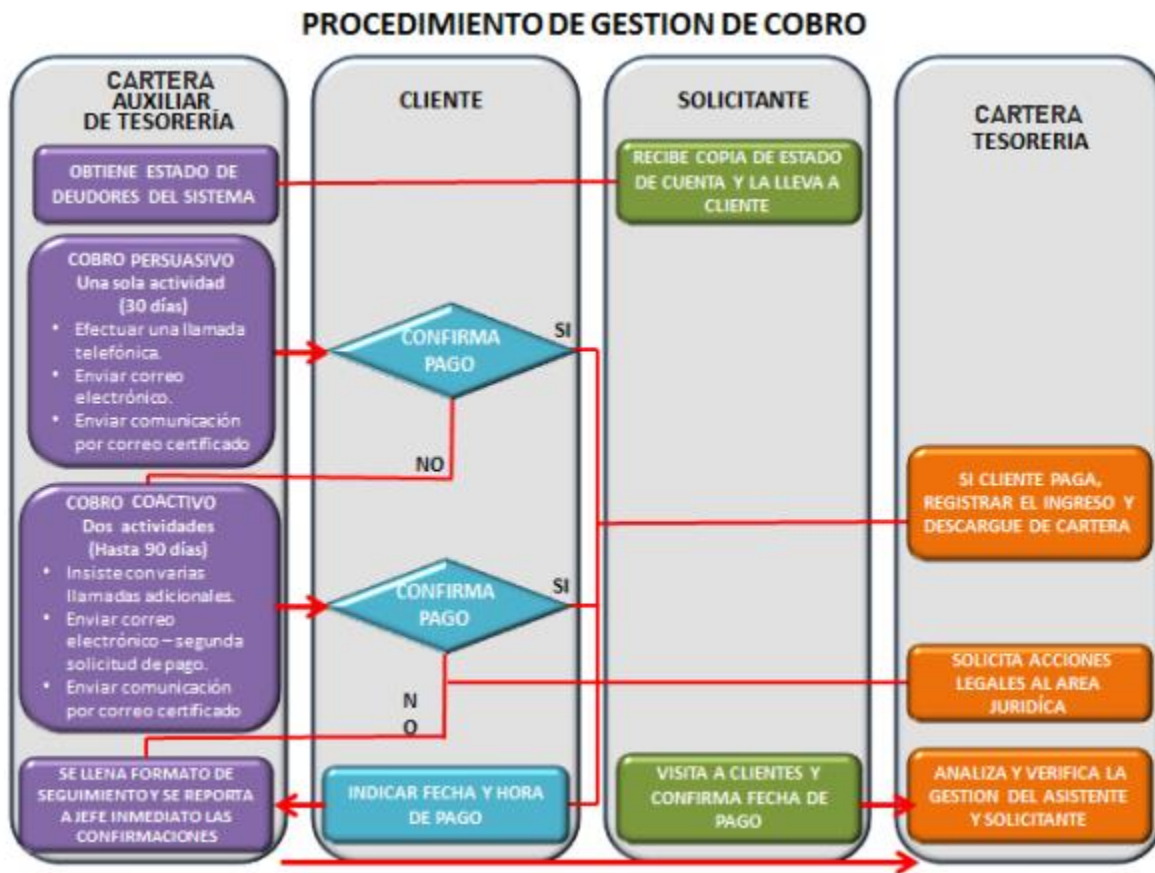 PROCEDIMIENTO DE GESTION DE COBRO
CARTERA
AUXILIAR
DE TESORERÍA
OBTIENE ESTADO DE
DEUDORES DEL SISTEMA
COBRO PERSUASIVO
Una sola actividad
(30 días)
• Efectuar una llamada
telefónica.
• Enviar correo
electrónico.
• Enviar comunicación
por correo certificado
COBRO COACTIVO
Dos actividades
(Hasta 90 días)
• Insiste con varias
llamadas adicionales.
• Enviar correo
electrónico – segunda
solicitud de pago.
• Enviar comunicación
por correo certificado
SE LLENA FORMATO DE
SEGUIMIENTO Y SE REPORTA
A JEFE INMEDIATO LAS
CONFIRMACIONES
CLIENTE
CONFIRMA
PAGO
SI
NO
CONFIRMA
PAGO
SI
N
O
INDICAR FECHA Y HORA
DE PAGO
SOLICITANTE
RECIBE COPIA DE ESTADO
DE CUENTA Y LA LLEVA A
CLIENTE
VISITA A CLIENTES Y
CONFIRMA FECHA DE
PAGO
CARTERA
TESORERIA
SI CLIENTE PAGA,
REGISTRAR EL INGRESO Y
DESCARGUE DE CARTERA
SOLICITA ACCIONES
LEGALES AL AREA
JURIDÍCA
ANALIZA Y VERIFICA LA
GESTION DEL ASISTENTE
Y SOLICITANTE